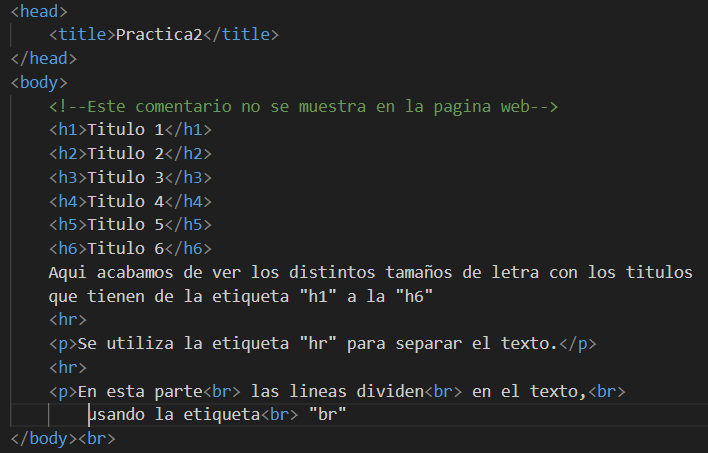 <head>
<title>Practica2</title>
</head>
<body>
<!--Este comentario no se muestra en la pagina web-->
<h1>Titulo 1</h1>
<h2>Titulo 2</h2>
<h3>Titulo 3</h3>
<h4>Titulo 4</h4>
<h5>Titulo 5</h5>
<h6>Titulo 6</h6>
Aqui acabamos de ver los distintos tamaños de letra con los titulos
que tienen de la etiqueta "h1" a la "h6"
<hr>
<p>Se utiliza la etiqueta "hr" para separar el texto.</p>
<hr>
<p>En esta parte<br> las lineas dividen<br> en el texto,<br>
usando la etiqueta<br> "br"
</body><br>